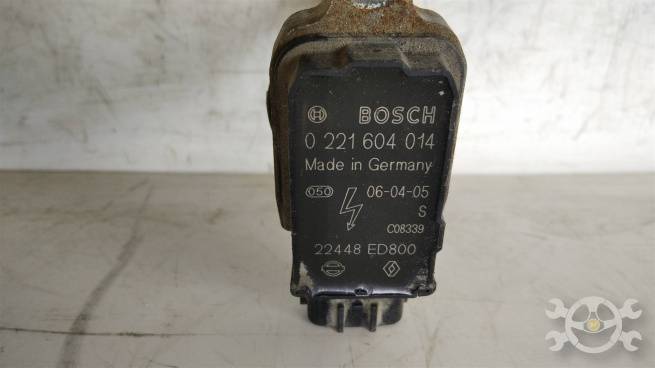 BOSCH
0 221 604 014
Made in Germany
050 06-04-05
S
C08339
22448 ED800